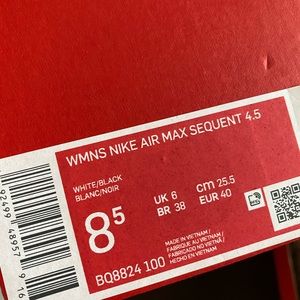 WMNS NIKE AIR MAX SEQUENT 4.5
WHITE/BLACK
BLANC/NOIR
8⁵
UK 6
BR 38
CM 25.5
EUR 40
BQ8824 100
MADE IN VIETNAM /
FABRIQUE AU VIETNAM /
FABRICADO NO VIETNÃ /
HECHO EN VIETNAM